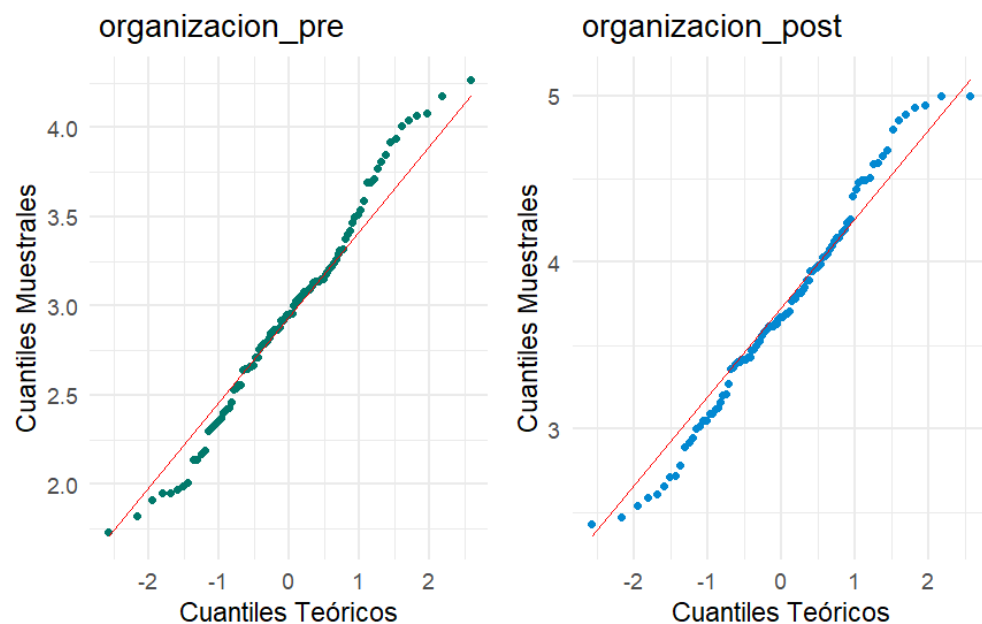 organizacion_pre
Cuantiles Muestrales
4.0
3.5
3.0
2.5
2.0
-2 -1 0 1 2
Cuantiles Teóricos
organizacion_post
Cuantiles Muestrales
5
4
3
-2 -1 0 1 2
Cuantiles Teóricos